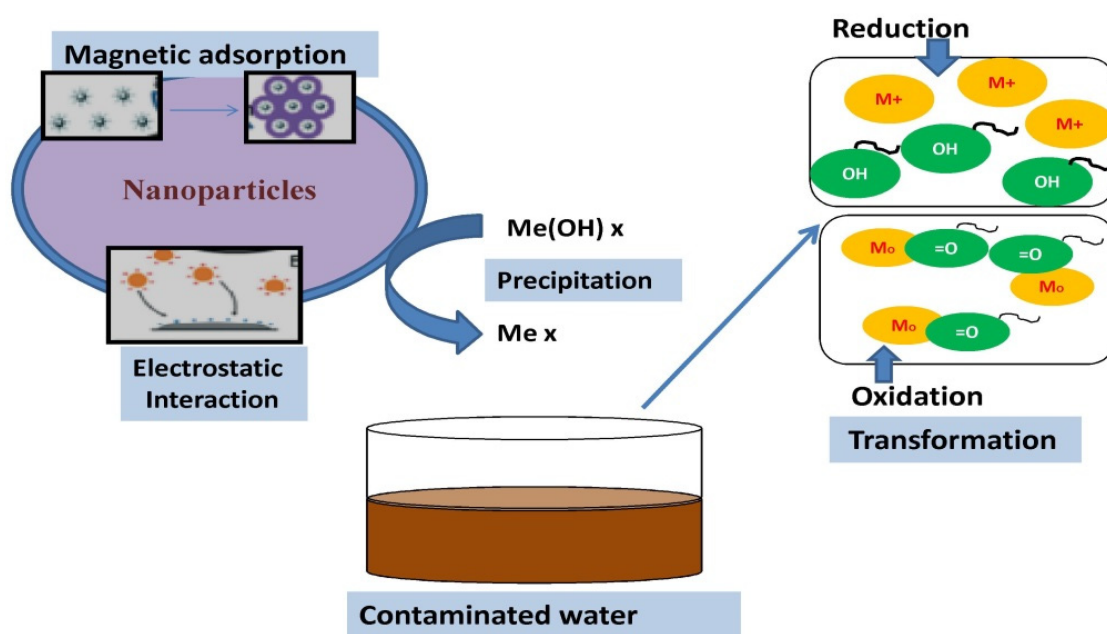 Magnetic adsorption
Nanoparticles
Electrostatic
Interaction
Me(OH) x
Precipitation
Me x
Contaminated water
Reduction
M+
M+
M+
OH
OH
OH
Mo
=O
=O
Mo
Mo
=O
Oxidation
Transformation